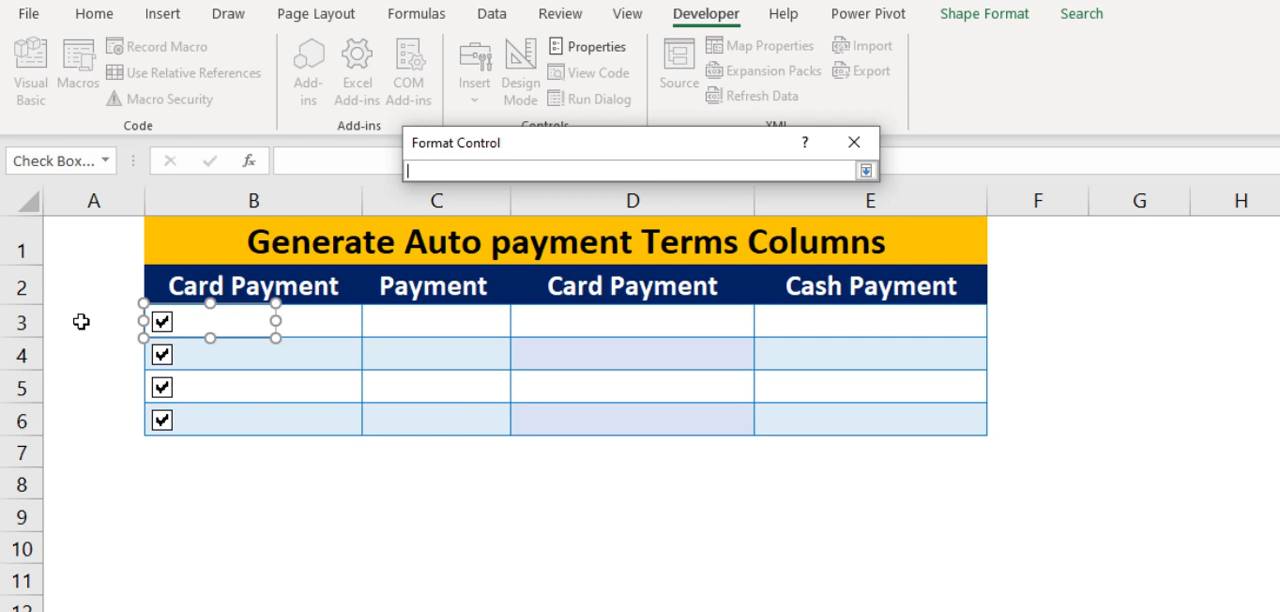 File Home Insert Draw Page Layout Formulas Data Review View Developer Help Power Pivot Shape Format Search
Visual Basic
Macros
Record Macro
Use Relative References
Macro Security
Code
Add-ins
Excel Add-ins
COM Add-ins
Add-ins
Insert
Design Mode
Properties
View Code
Run Dialog
Controls
Source
Map Properties
Expansion Packs
Refresh Data
Import
Export
XML
Format Control ?
Check Box... fx
A B C D E F G H
1 Generate Auto payment Terms Columns
2 Card Payment Payment Card Payment Cash Payment
3
4
5
6
7
8
9
10
11
12